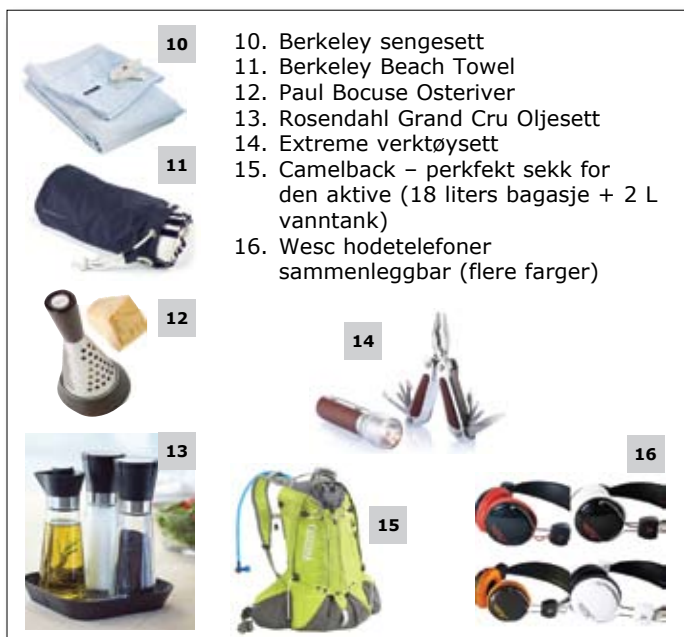 10. Berkeley sengesett
11. Berkeley Beach Towel
12. Paul Bocuse Osteriver
13. Rosendahl Grand Cru Oljesett
14. Extreme verktøysett
15. Camelback – perkfekt sekk for
den aktive (18 liters bagasje + 2 L
vanntank)
16. Wesc hodetelefoner
sammenleggbar (flere farger)
10
11
12
14
13
15
16